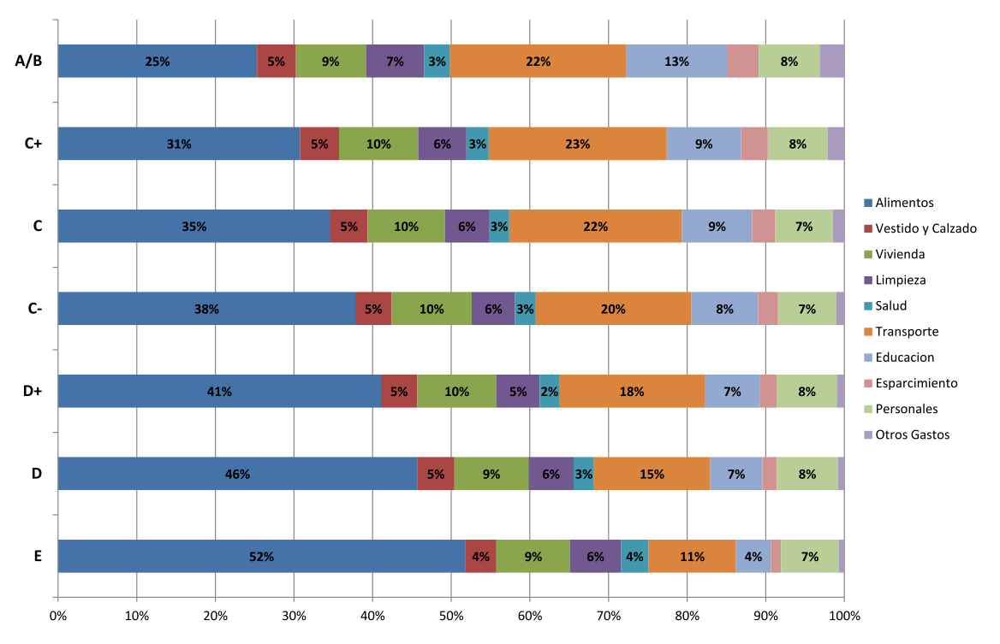 A/B 25% 5% 9% 7% 3% 22% 13% 8%
C+ 31% 5% 10% 6% 3% 23% 9% 8%
C 35% 5% 10% 6% 3% 22% 9% 7%
C- 38% 5% 10% 6% 3% 20% 8% 7%
D+ 41% 5% 10% 5% 2% 18% 7% 8%
D 46% 5% 9% 6% 3% 15% 7% 8%
E 52% 4% 9% 6% 4% 11% 4% 7%
0% 10% 20% 30% 40% 50% 60% 70% 80% 90% 100%
Alimentos
Vestido y Calzado
Vivienda
Limpieza
Salud
Transporte
Educacion
Esparcimiento
Personales
Otros Gastos